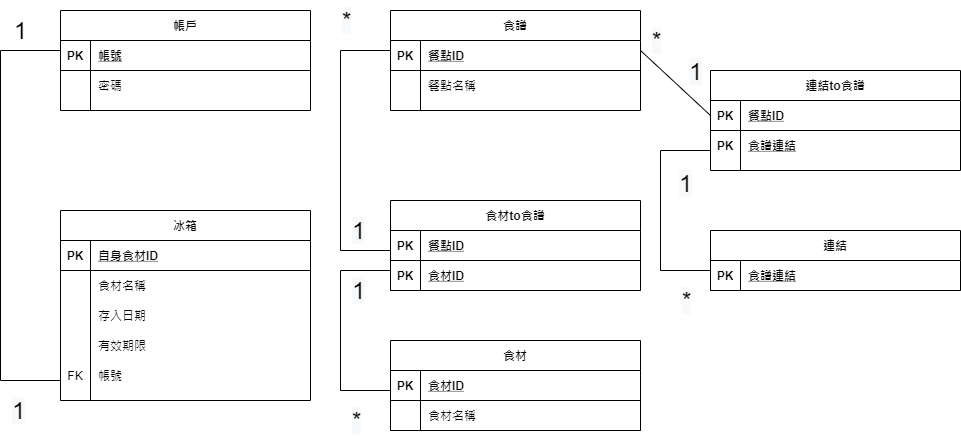 1
帳戶
PK 帳號
密碼
1
冰箱
PK 自身食材ID
食材名稱
存入日期
有效期限
FK 帳號
*
食譜
PK 餐點ID
餐點名稱
1
食材to食譜
PK 餐點ID
PK 食材ID
1
*
食材
PK 食材ID
食材名稱
*
1
連結to食譜
PK 餐點ID
PK 食譜連結
1
*
連結
PK 食譜連結